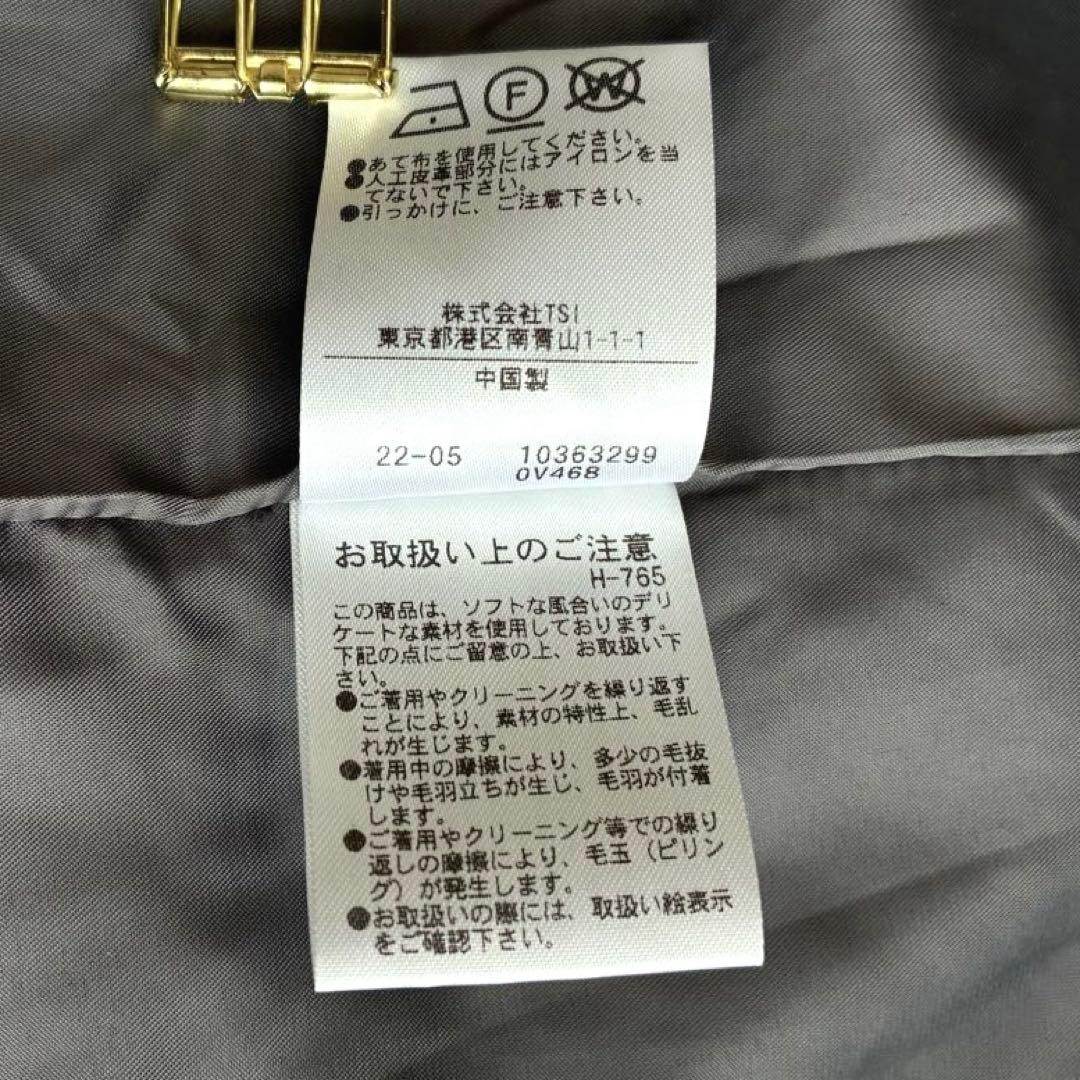 F W
●あて布を使用してください。
●人工皮革部分にはアイロンを当
てないで下さい。
●引っかけに、ご注意下さい。
株式会社TSI
東京都港区南青山1-1-1
中国製
22-05 10363299
0V468
お取扱い上のご注意
H-765
この商品は、ソフトな風合いのデリ
ケートな素材を使用しております。
下記の点にご留意の上、お取扱い下
さい。
●ご着用やクリーニングを繰り返す
ことにより、素材の特性上、毛乱
れが生じます。
●着用中の摩擦により、多少の毛抜
けや毛羽立ちが生じ、毛羽が付着
します。
●ご着用やクリーニング等での繰り
返しの摩擦により、毛玉（ピリン
グ）が発生します。
●お取扱いの際には、取扱い絵表示
をご確認下さい。